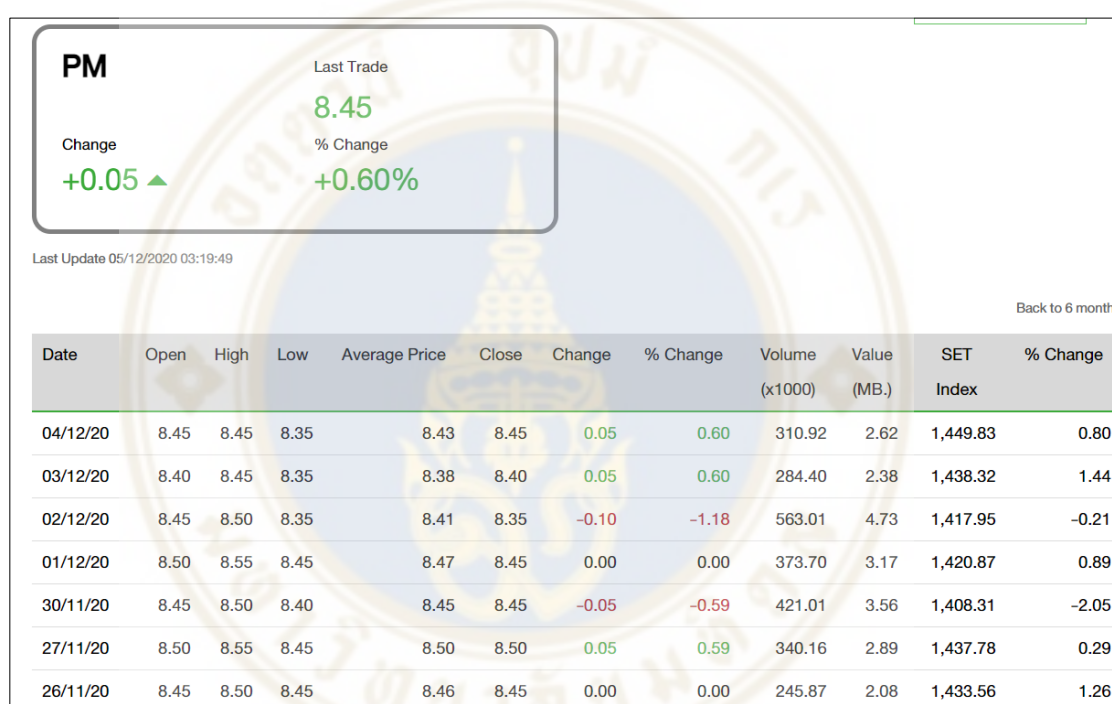 PM
Last Trade
8.45
Change
% Change
+0.05
+0.60%
Last Update 05/12/2020 03:19:49
Back to 6 month
Date Open High Low Average Price Close Change % Change Volume (x1000) Value (MB.) SET Index % Change
04/12/20 8.45 8.45 8.35 8.43 8.45 0.05 0.60 310.92 2.62 1,449.83 0.80
03/12/20 8.40 8.45 8.35 8.38 8.40 0.05 0.60 284.40 2.38 1,438.32 1.44
02/12/20 8.45 8.50 8.35 8.41 8.35 -0.10 -1.18 563.01 4.73 1,417.95 -0.21
01/12/20 8.50 8.55 8.45 8.47 8.45 0.00 0.00 373.70 3.17 1,420.87 0.89
30/11/20 8.45 8.50 8.40 8.45 8.45 -0.05 -0.59 421.01 3.56 1,408.31 -2.05
27/11/20 8.50 8.55 8.45 8.50 8.50 0.05 0.59 340.16 2.89 1,437.78 0.29
26/11/20 8.45 8.50 8.45 8.46 8.45 0.00 0.00 245.87 2.08 1,433.56 1.26